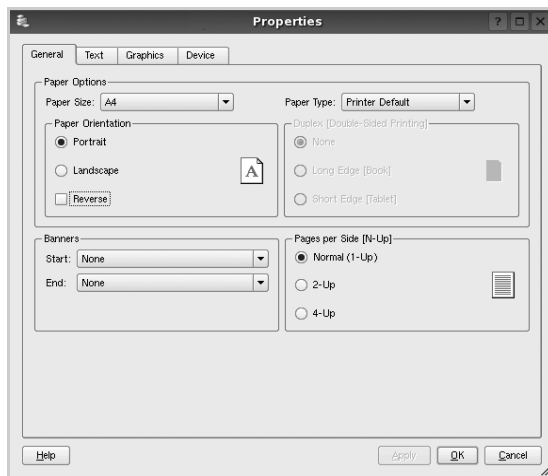 Properties
General Text Graphics Device
Paper Options
Paper Size: A4 Paper Type: Printer Default
Paper Orientation
Portrait
Landscape
Reverse
A
Duplex [Double-Sided Printing]
None
Long Edge [Book]
Short Edge [Tablet]
Banners
Start: None
End: None
Pages per Side [N-Up]
Normal (1-Up)
2-Up
4-Up
Help Apply OK Cancel